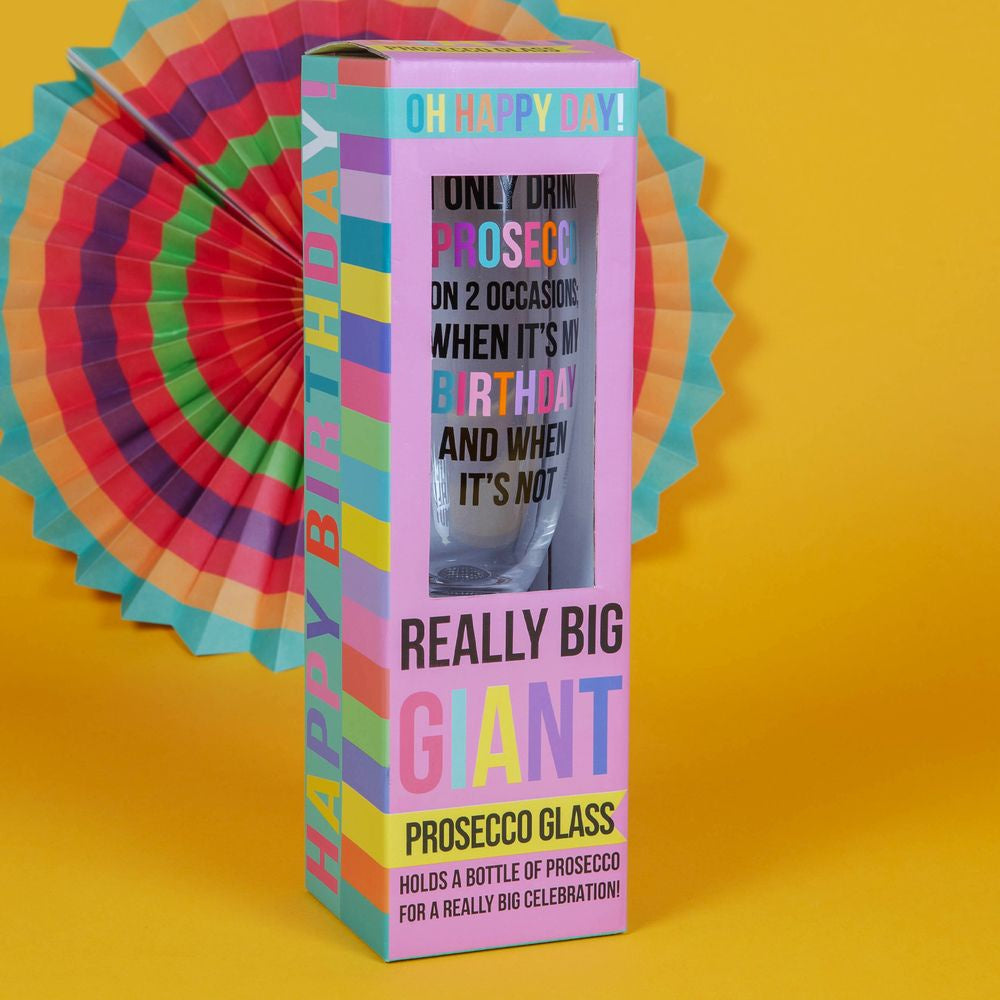 PROSECCO GLASS
OH HAPPY DAY!
HAPPY BIRTHDAY!
I ONLY DRINK
PROSECCO
ON 2 OCCASIONS;
WHEN IT'S MY
BIRTHDAY
AND WHEN
IT'S NOT
REALLY BIG
GIANT
PROSECCO GLASS
HOLDS A BOTTLE OF PROSECCO
FOR A REALLY BIG CELEBRATION!